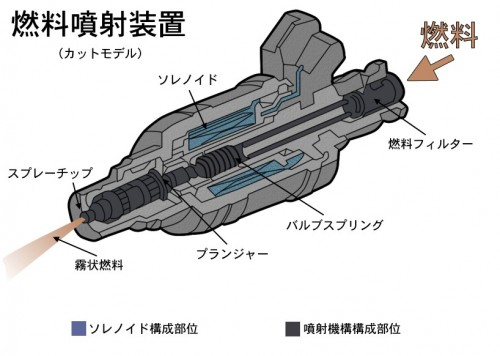 燃料噴射装置
（カットモデル）
燃料
ソレノイド
燃料フィルター
スプレーチップ
バルブスプリング
プランジャー
霧状燃料
ソレノイド構成部位
噴射機構構成部位